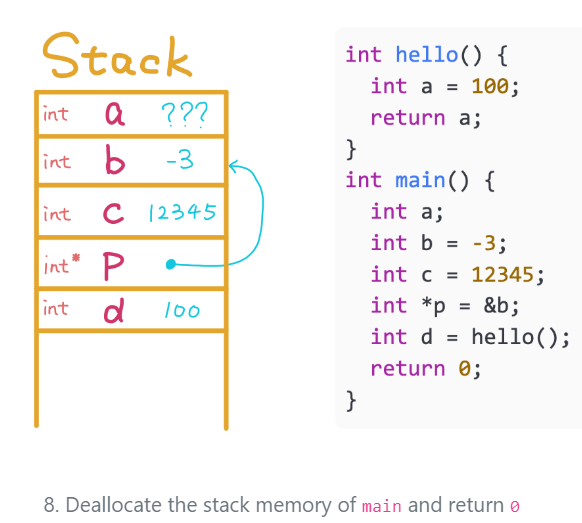 Stack
int a ???
int b -3
int c 12345
int* p
int d 100
int hello() {
  int a = 100;
  return a;
}
int main() {
  int a;
  int b = -3;
  int c = 12345;
  int *p = &b;
  int d = hello();
  return 0;
}
8. Deallocate the stack memory of main and return 0